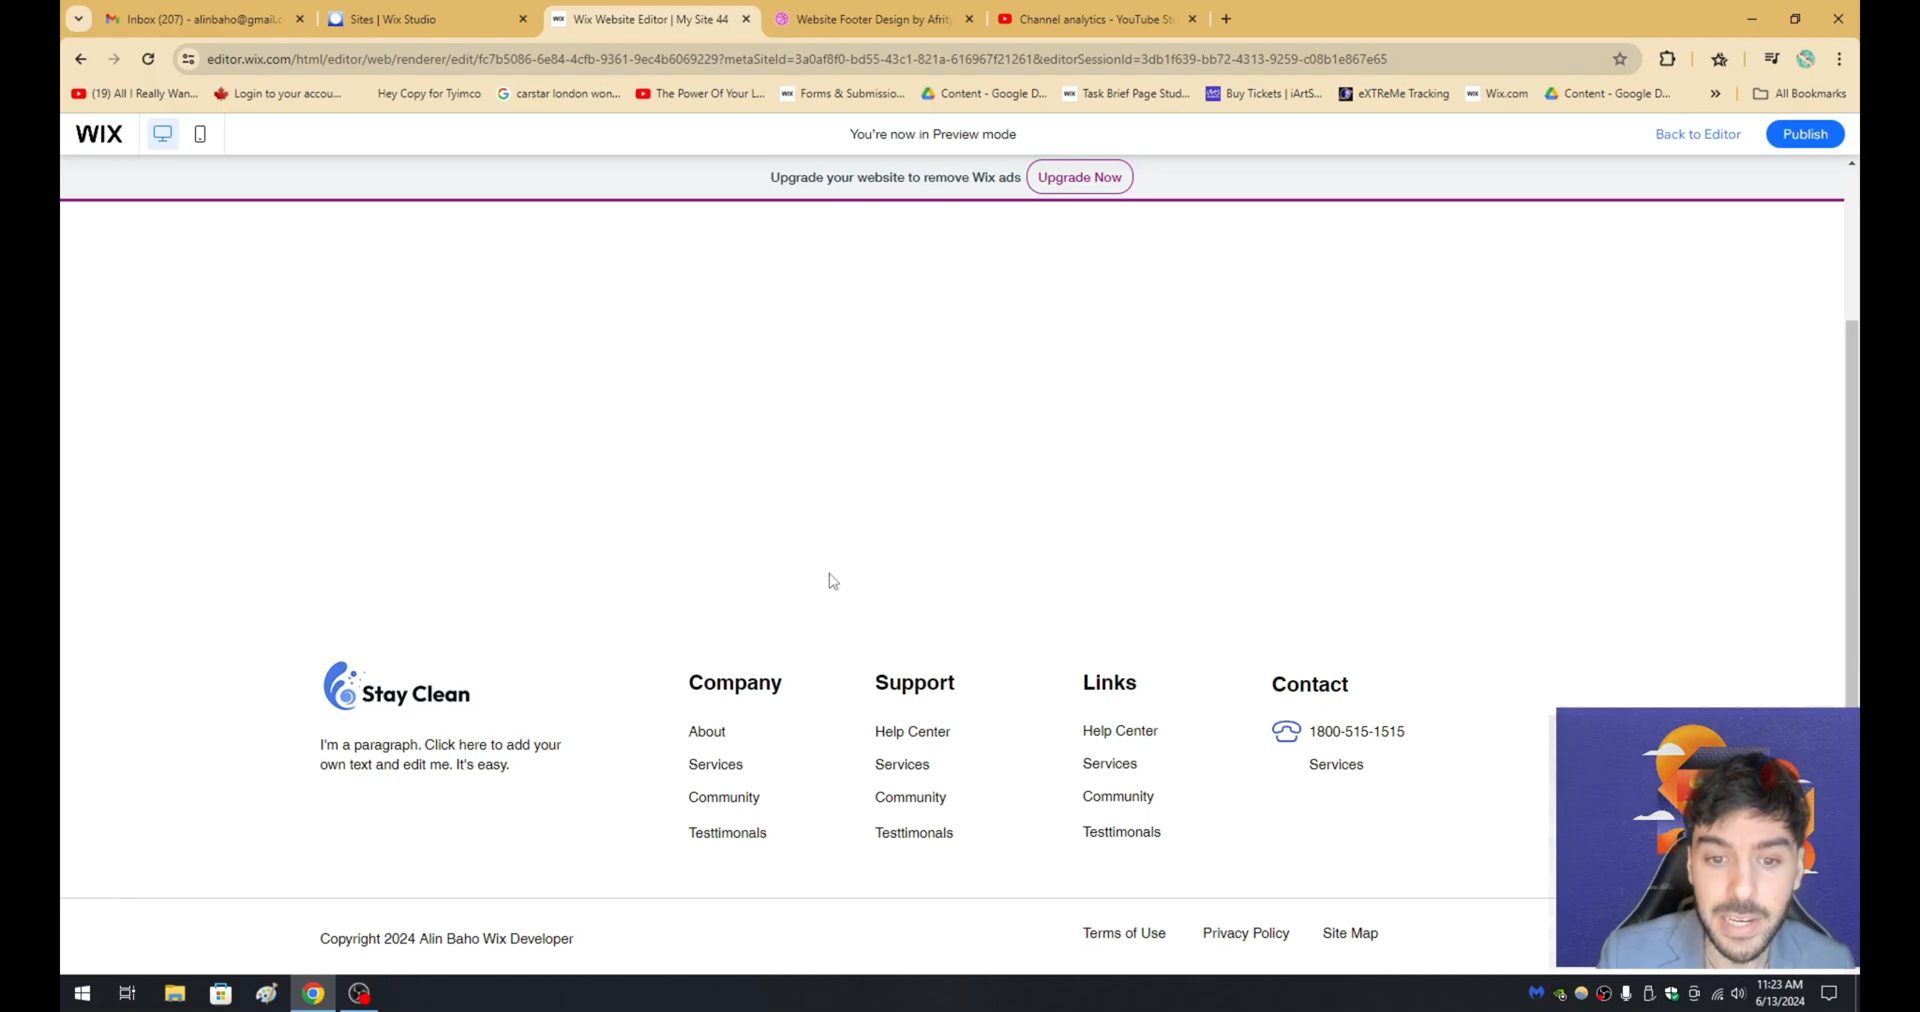 Inbox (207) - alinbaho@gmail.c
Sites | Wix Studio
Wix Website Editor | My Site 44
Website Footer Design by Afrity
Channel analytics - YouTube St
editor.wix.com/html/editor/web/renderer/edit/fc7b5086-6e84-4cfb-9361-9ec4b6069229?metaSiteId=3a0af8f0-bd55-43c1-821a-616967f21261&editorSessionId=3db1f639-bb72-4313-9259-c08b1e867e65
(19) All I Really Wan...
Login to your accou...
Hey Copy for Tyimco
carstar london won...
The Power Of Your L...
Forms & Submissio...
Content - Google D...
Task Brief Page Stud...
Buy Tickets | iArtS...
eXTReMe Tracking
Wix.com
Content - Google D...
All Bookmarks
WIX
You're now in Preview mode
Back to Editor
Publish
Upgrade your website to remove Wix ads
Upgrade Now
Stay Clean
I'm a paragraph. Click here to add your
own text and edit me. It's easy.
Company
About
Services
Community
Testtimonals
Support
Help Center
Services
Community
Testtimonals
Links
Help Center
Services
Community
Testtimonals
Contact
1800-515-1515
Services
Copyright 2024 Alin Baho Wix Developer
Terms of Use
Privacy Policy
Site Map
11:23 AM
6/13/2024